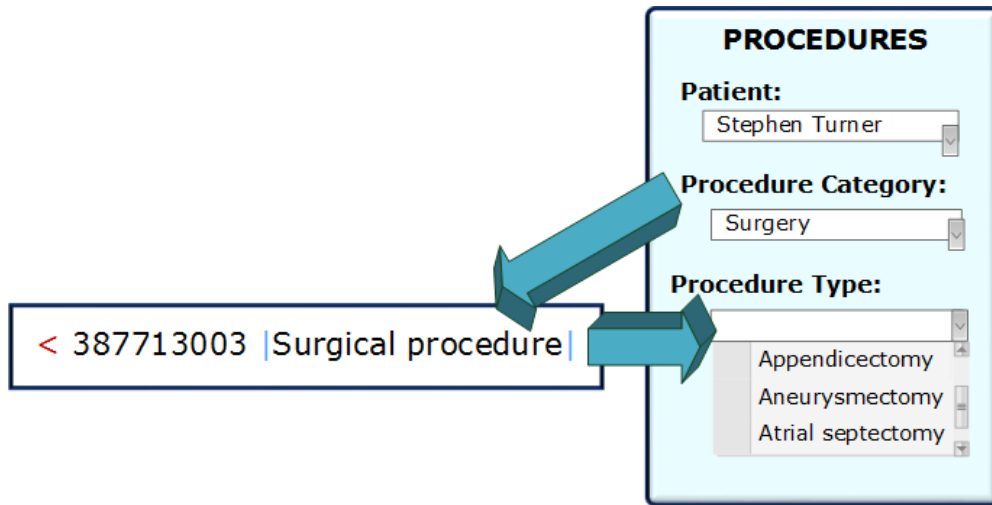 PROCEDURES
Patient:
Stephen Turner
Procedure Category:
Surgery
Procedure Type:
< 387713003 |Surgical procedure|
Appendicectomy
Aneurysmectomy
Atrial septectomy